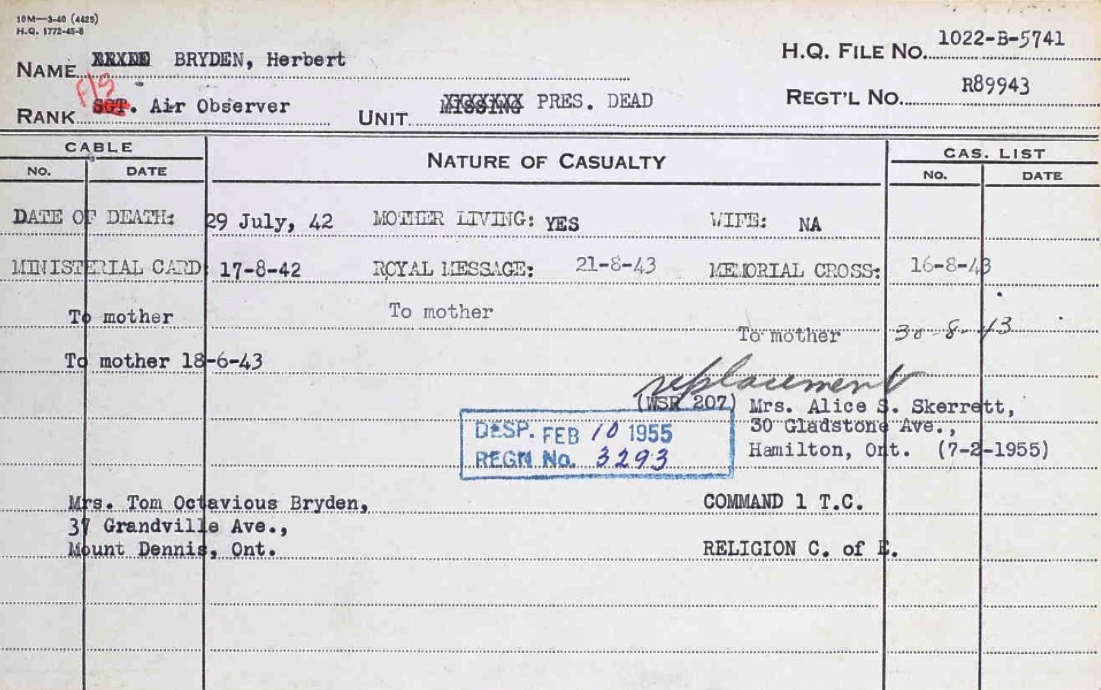 10M—3-40 (4425)
H.Q. 1772-45-8
NAME BRYDEN, Herbert H.Q. FILE NO. 1022-B-5741
F/S
RANK SGT. Air Observer UNIT MISSING PRES. DEAD REGT'L NO. R89943
CABLE NATURE OF CASUALTY CAS. LIST
NO. DATE NO. DATE
DATE OF DEATH: 29 July, 42 MOTHER LIVING: YES WIFE: NA
MINISTERIAL CARD: 17-8-42 ROYAL MESSAGE: 21-8-43 MEMORIAL CROSS: 16-8-43
To mother To mother To mother 30-8-43
To mother 18-6-43
replacement
(WSR 207) Mrs. Alice S. Skerrett,
30 Gladstone Ave.,
Hamilton, Ont. (7-2-1955)
DESP. FEB 10 1955
REGN No. 3293
Mrs. Tom Octavious Bryden, COMMAND 1 T.C.
37 Grandville Ave.,
Mount Dennis, Ont. RELIGION C. of E.